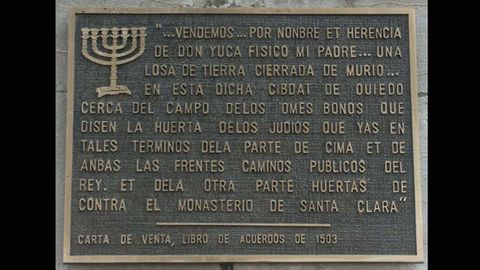 "...VENDEMOS...POR NONBRE ET HERENCIA
DE DON YUCA FISICO MI PADRE...UNA
LOSA DE TIERRA CIERRADA DE MURIO...
EN ESTA DICHA CIBDAT DE OUIEDO
CERCA DEL CAMPO DELOS 'OMES BONOS QUE
DISEN LA HUERTA DELOS JUDIOS QUE YAS EN
TALES TERMINOS DELA PARTE DE CIMA ET DE
ANBAS LAS FRENTES CAMINOS PUBLICOS DEL
REY. ET DELA OTRA PARTE HUERTAS DE
CONTRA EL MONASTERIO DE SANTA CLARA"
CARTA DE VENTA, LIBRO DE ACUERDOS DE 1503